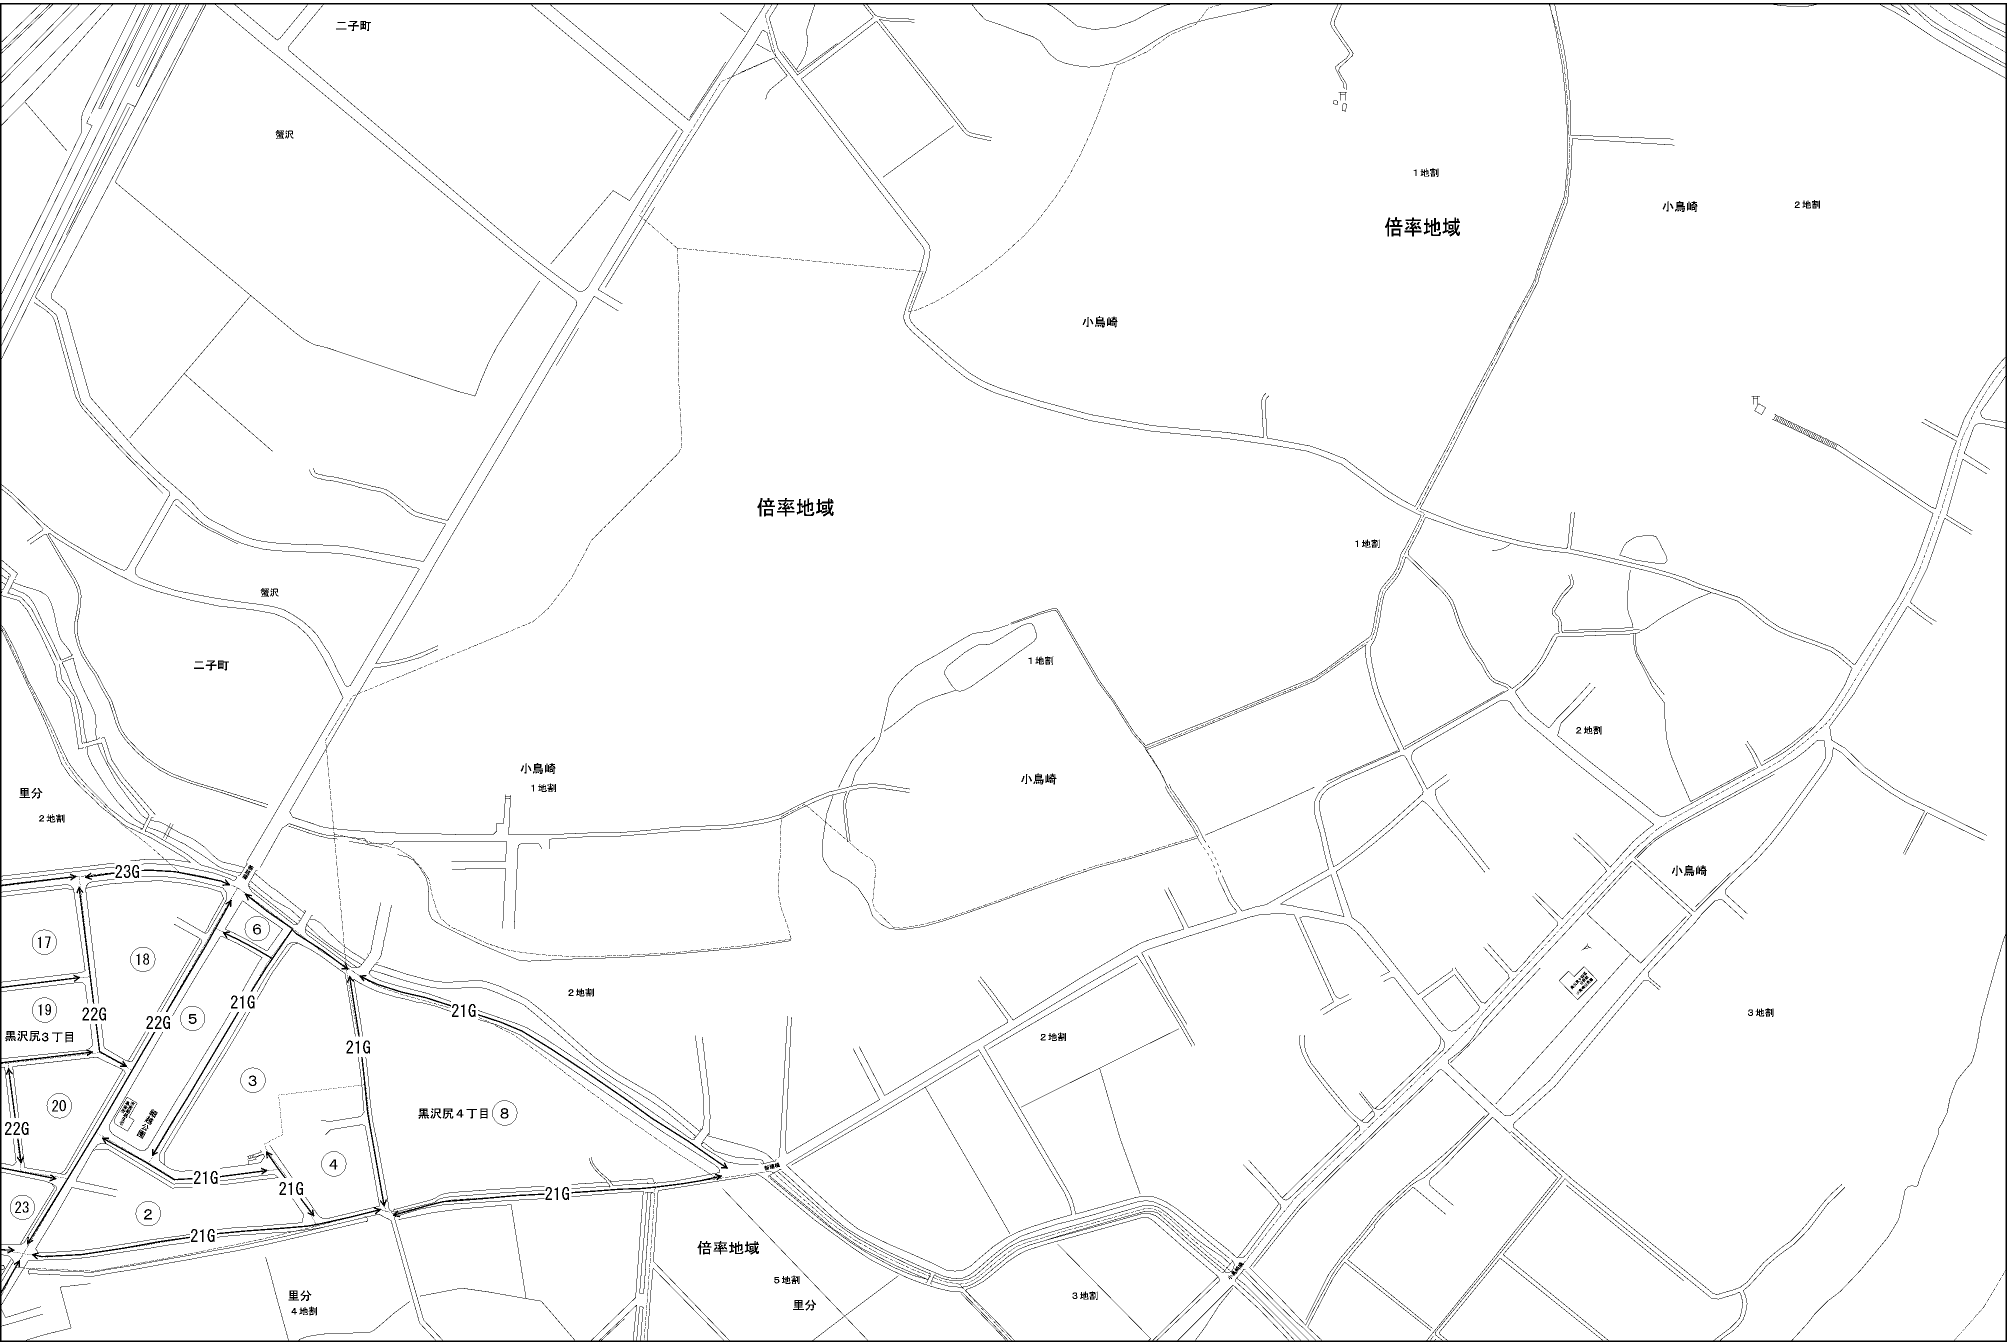 二子町
蟹沢
1地割
小鳥崎
2地割
倍率地域
小鳥崎
倍率地域
1地割
蟹沢
二子町
1地割
2地割
小鳥崎
1地割
小鳥崎
里分
2地割
小鳥崎
23G
6
17
18
2地割
21G
19
22G
22G
5
21G
3地割
黒沢尻3丁目
21G
2地割
3
20
黒沢尻4丁目
8
22G
4
21G
21G
21G
23
2
21G
倍率地域
5地割
里分
4地割
里分
3地割